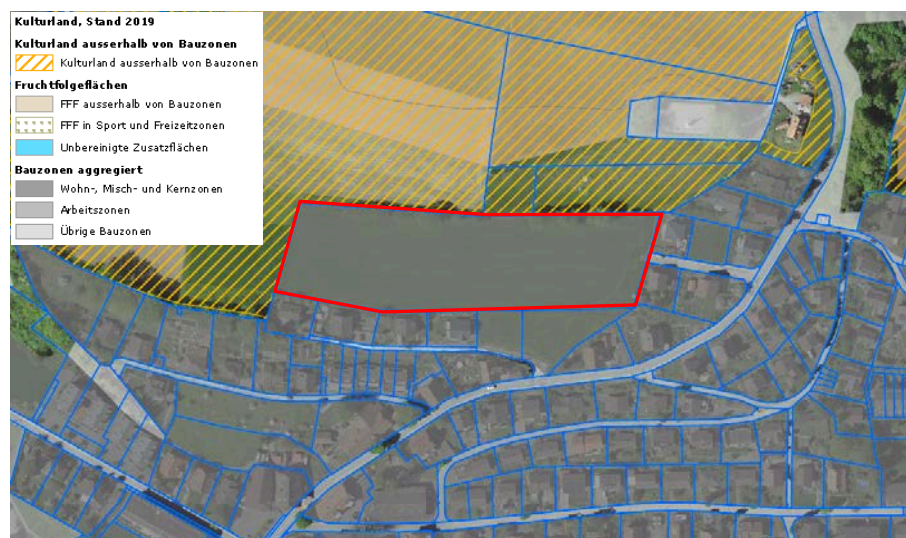 Kulturland, Stand 2019
Kulturland ausserhalb von Bauzonen
Kulturland ausserhalb von Bauzonen
Fruchtfolgeflächen
FFF ausserhalb von Bauzonen
FFF in Sport und Freizeitzonen
Unbereinigte Zusatzflächen
Bauzonen aggregiert
Wohn-, Misch- und Kernzonen
Arbeitszonen
Übrige Bauzonen